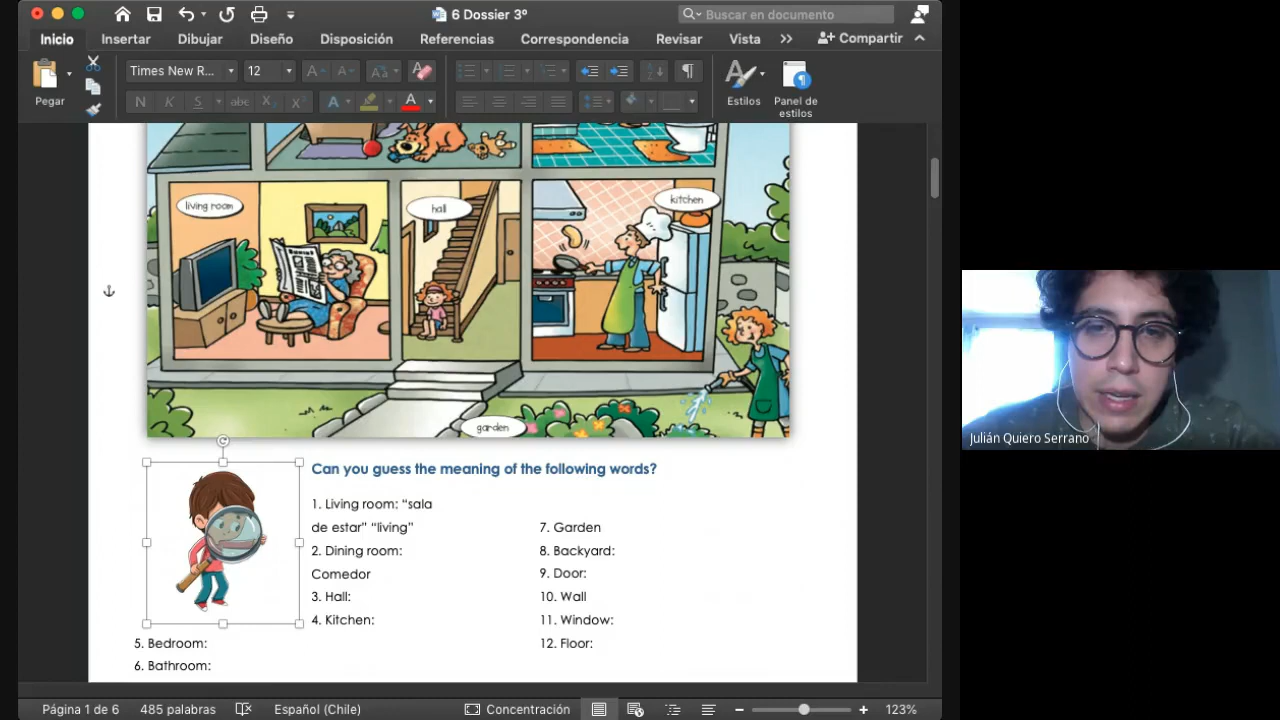 6 Dossier 3º
Buscar en documento
Inicio Insertar Dibujar Diseño Disposición Referencias Correspondencia Revisar Vista Compartir
Pegar
Times New R... 12
N K S abc X₂ X² A A
Estilos
Panel de
estilos
living room
hall
kitchen
garden
Can you guess the meaning of the following words?
1. Living room: “sala
de estar” “living”
2. Dining room:
Comedor
3. Hall:
4. Kitchen:
5. Bedroom:
6. Bathroom:
7. Garden
8. Backyard:
9. Door:
10. Wall
11. Window:
12. Floor:
Página 1 de 6 485 palabras Español (Chile) Concentración 123%
Julián Quiero Serrano